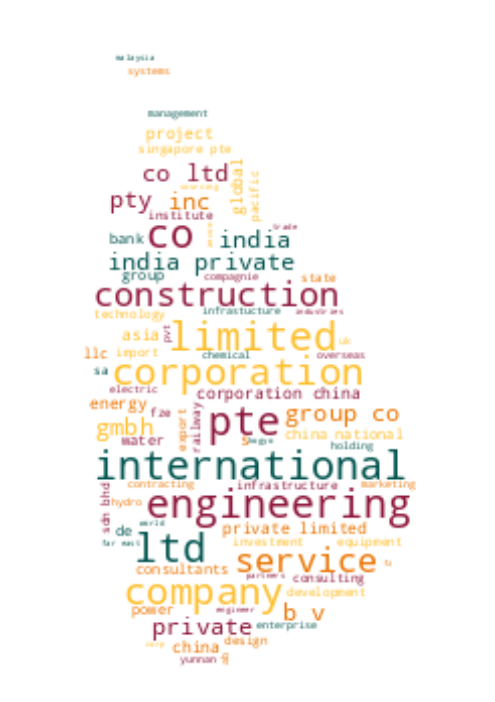 malaysia
systems
management
project
singapore pte
co ltd
global
pacific
sourcing
pty
inc
institute
trade
bank
co
india
india private
group
compagnie
state
construction
technology
infrastucture
industries
asia
pvt
limited
uk
llc
import
chemical
overseas
sa
corporation
electric
corporation china
energy
fze
export
railway
pte
group co
gmbh
water
s
tokyo
china national
holding
international
sdn bhd
contracting
infrastructure
marketing
hydro
engineering
de
world
private limited
far east
ltd
investment
equipment
consultants
service
partners
consulting
company
development
power
engineer
b v
private
enterprise
china
design
yunnan